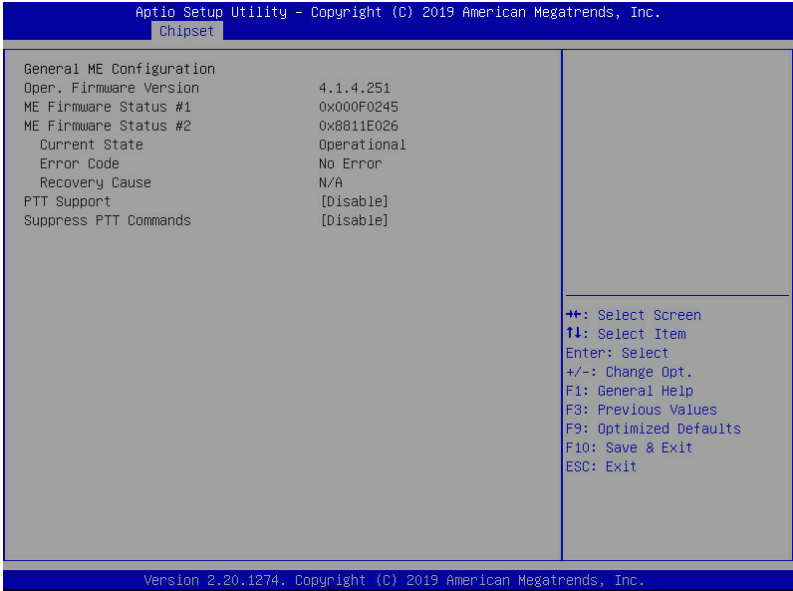 Aptio Setup Utility – Copyright (C) 2019 American Megatrends, Inc.
Chipset
General ME Configuration
Oper. Firmware Version 4.1.4.251
ME Firmware Status #1 0x000F0245
ME Firmware Status #2 0x8811E026
Current State Operational
Error Code No Error
Recovery Cause N/A
PTT Support [Disable]
Suppress PTT Commands [Disable]
→←: Select Screen
↑↓: Select Item
Enter: Select
+/-: Change Opt.
F1: General Help
F3: Previous Values
F9: Optimized Defaults
F10: Save & Exit
ESC: Exit
Version 2.20.1274. Copyright (C) 2019 American Megatrends, Inc.